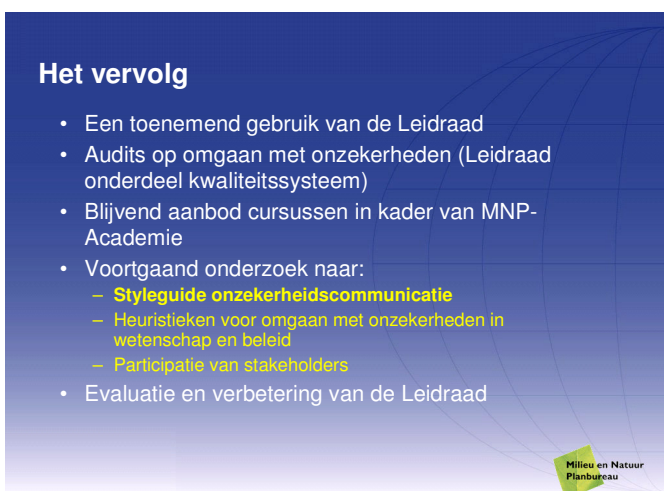 Het vervolg
• Een toenemend gebruik van de Leidraad
• Audits op omgaan met onzekerheden (Leidraad
onderdeel kwaliteitssysteem)
• Blijvend aanbod cursussen in kader van MNP-
Academie
• Voortgaand onderzoek naar:
– Styleguide onzekerheidscommunicatie
– Heuristieken voor omgaan met onzekerheden in
wetenschap en beleid
– Participatie van stakeholders
• Evaluatie en verbetering van de Leidraad
Milieu en Natuur
Planbureau